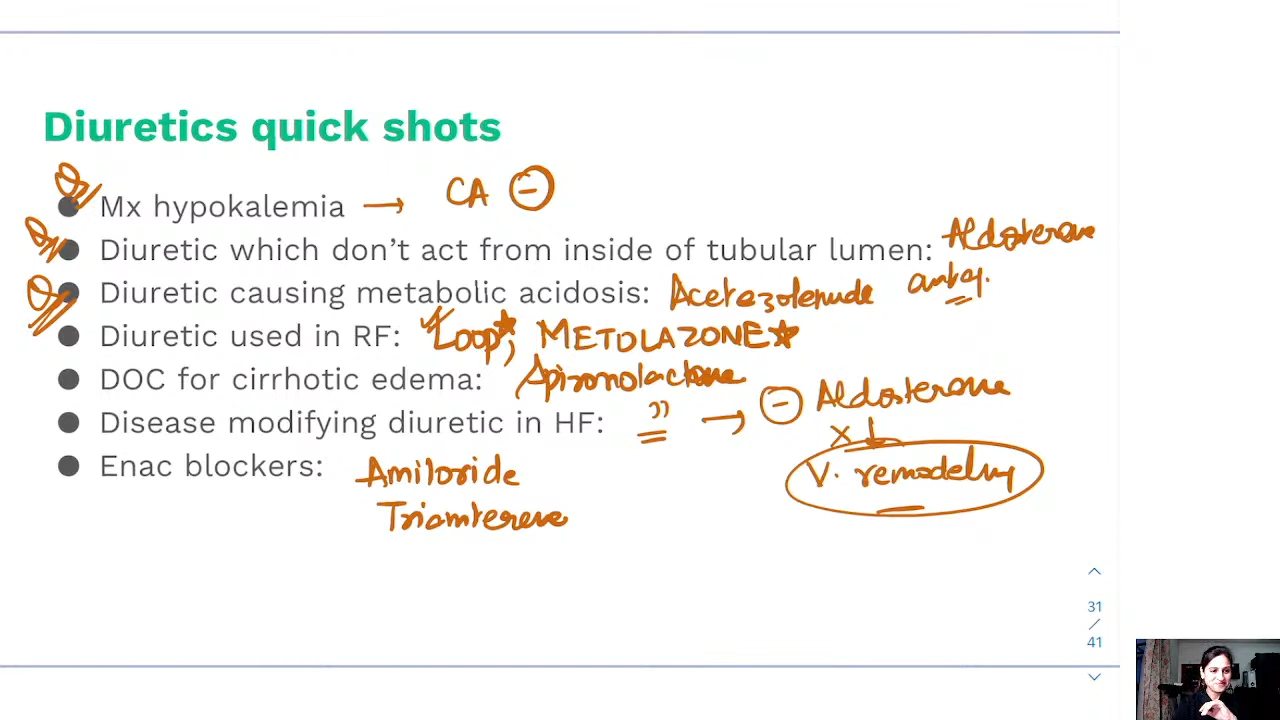 Diuretics quick shots
Mx hypokalemia → CA ⊖
Diuretic which don't act from inside of tubular lumen: Aldosterone
antag.
Diuretic causing metabolic acidosis: Acetazolamide
Diuretic used in RF: Loop*, METOLAZONE*
DOC for cirrhotic edema: Spironolactone
Disease modifying diuretic in HF: " → ⊖ Aldosterone
x ↓
V. remodeling
Enac blockers: Amiloride
Triamterene
31
/
41